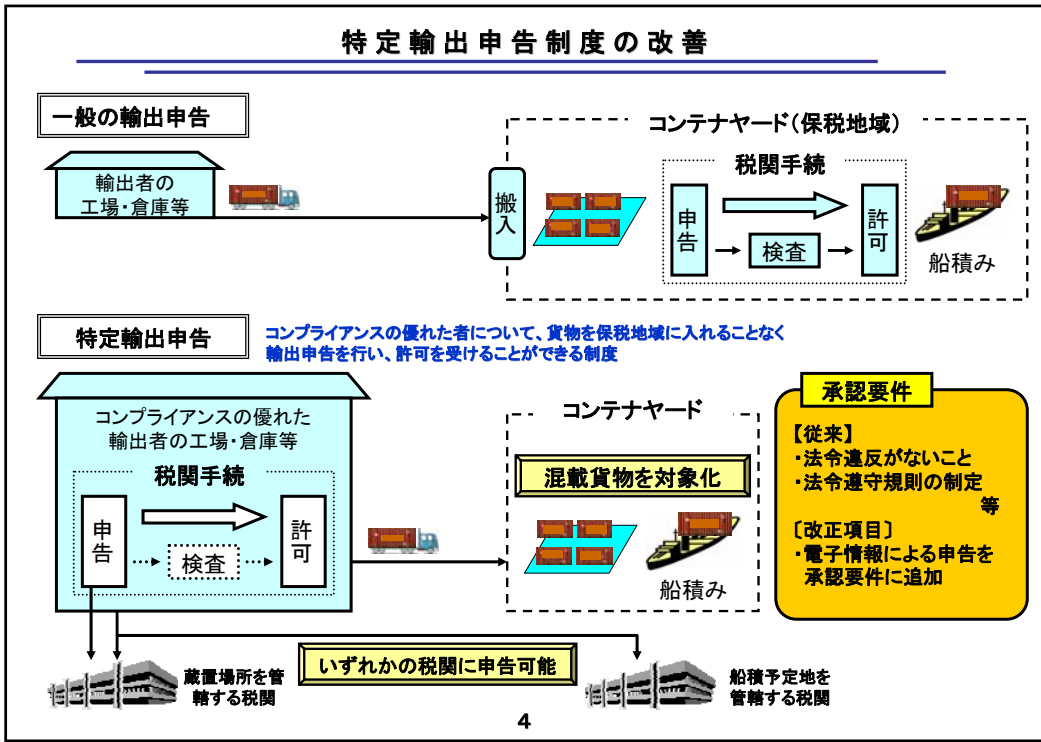 特定輸出申告制度の改善
一般の輸出申告
輸出者の
工場・倉庫等
コンテナヤード(保税地域)
搬入
税関手続
申告
検査
許可
船積み
特定輸出申告
コンプライアンスの優れた者について、貨物を保税地域に入れることなく
輸出申告を行い、許可を受けることができる制度
コンプライアンスの優れた
輸出者の工場・倉庫等
税関手続
申告
検査
許可
コンテナヤード
混載貨物を対象化
船積み
承認要件
【従来】
・法令違反がないこと
・法令遵守規則の制定
等
〔改正項目〕
・電子情報による申告を
承認要件に追加
蔵置場所を管
轄する税関
いずれかの税関に申告可能
船積予定地を
管轄する税関
4